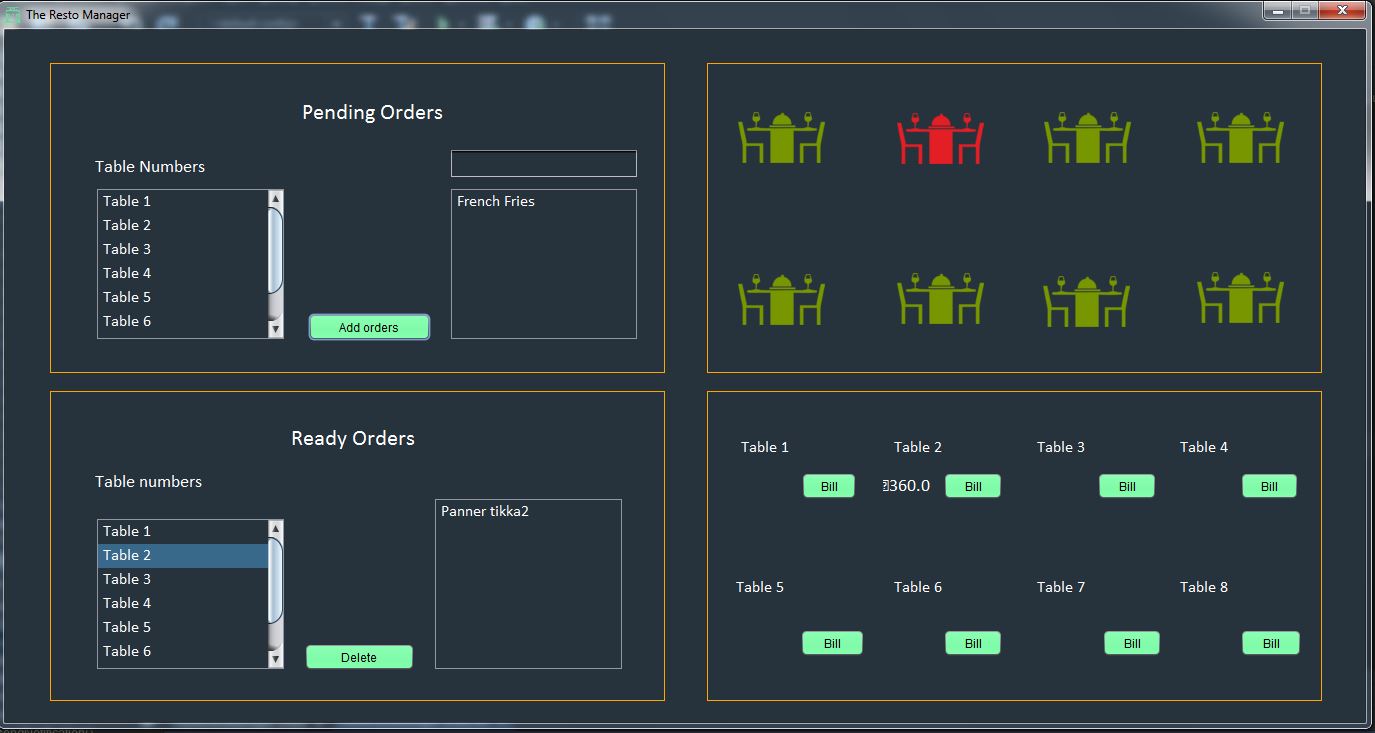 The Resto Manager
Pending Orders
Table Numbers
Table 1
Table 2
Table 3
Table 4
Table 5
Table 6
Add orders
French Fries
Ready Orders
Table numbers
Table 1
Table 2
Table 3
Table 4
Table 5
Table 6
Delete
Panner tikka2
Table 1 Table 2 Table 3 Table 4
Bill 360.0 Bill Bill Bill
Table 5 Table 6 Table 7 Table 8
Bill Bill Bill Bill